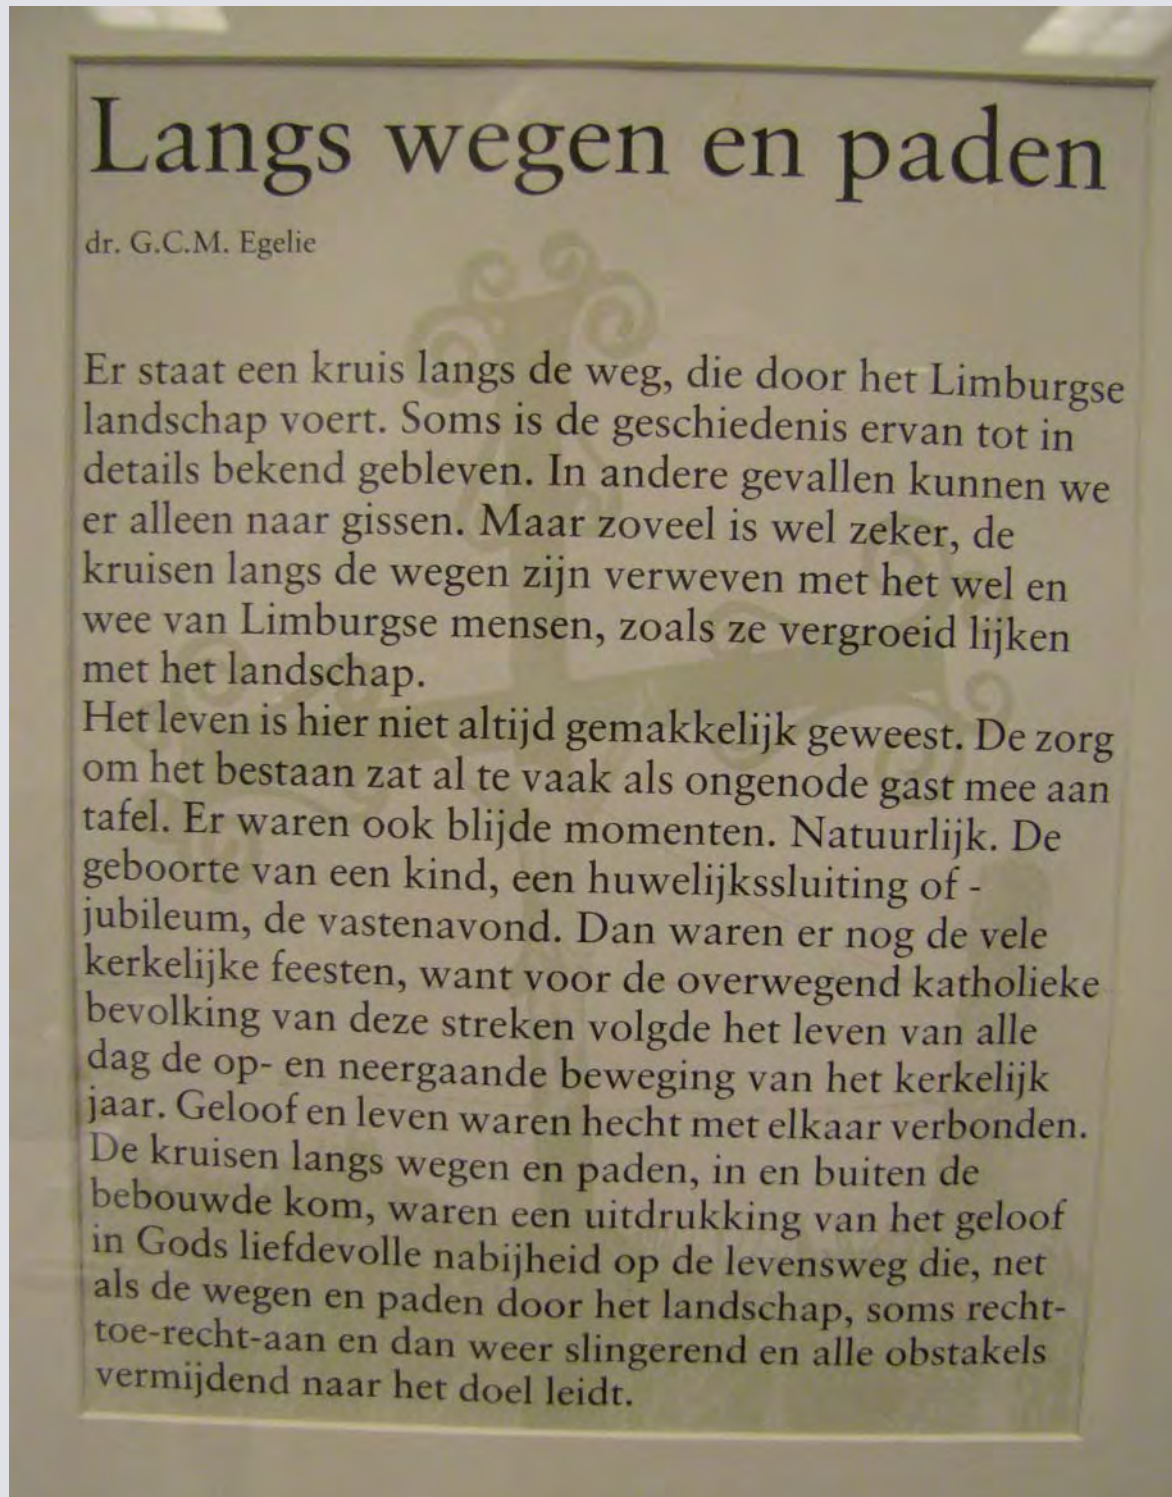 Langs wegen en paden
dr. G.C.M. Egelie
Er staat een kruis langs de weg, die door het Limburgse
landschap voert. Soms is de geschiedenis ervan tot in
details bekend gebleven. In andere gevallen kunnen we
er alleen naar gissen. Maar zoveel is wel zeker, de
kruisen langs de wegen zijn verweven met het wel en
wee van Limburgse mensen, zoals ze vergroeid lijken
met het landschap.
Het leven is hier niet altijd gemakkelijk geweest. De zorg
om het bestaan zat al te vaak als ongenode gast mee aan
tafel. Er waren ook blijde momenten. Natuurlijk. De
geboorte van een kind, een huwelijkssluiting of -
jubileum, de vastenavond. Dan waren er nog de vele
kerkelijke feesten, want voor de overwegend katholieke
bevolking van deze streken volgde het leven van alle
dag de op- en neergaande beweging van het kerkelijk
jaar. Geloof en leven waren hecht met elkaar verbonden.
De kruisen langs wegen en paden, in en buiten de
bebouwde kom, waren een uitdrukking van het geloof
in Gods liefdevolle nabijheid op de levensweg die, net
als de wegen en paden door het landschap, soms recht-
toe-recht-aan en dan weer slingerend en alle obstakels
vermijdend naar het doel leidt.